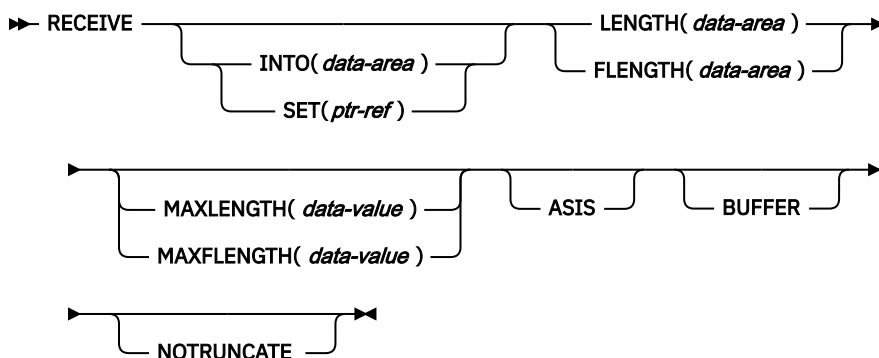 RECEIVE LENGTH( data-area )
INTO( data-area ) FLENGTH( data-area )
SET( ptr-ref )
MAXLENGTH( data-value ) ASIS BUFFER
MAXFLENGTH( data-value )
NOTRUNCATE